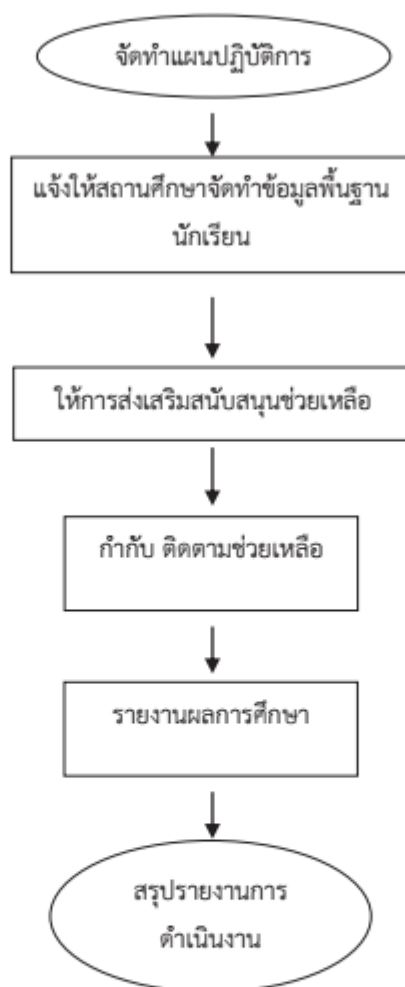 จัดทำแผนปฏิบัติการ
แจ้งให้สถานศึกษาจัดทำข้อมูลพื้นฐาน
นักเรียน
ให้การส่งเสริมสนับสนุนช่วยเหลือ
กำกับ ติดตามช่วยเหลือ
รายงานผลการศึกษา
สรุปรายงานการ
ดำเนินงาน